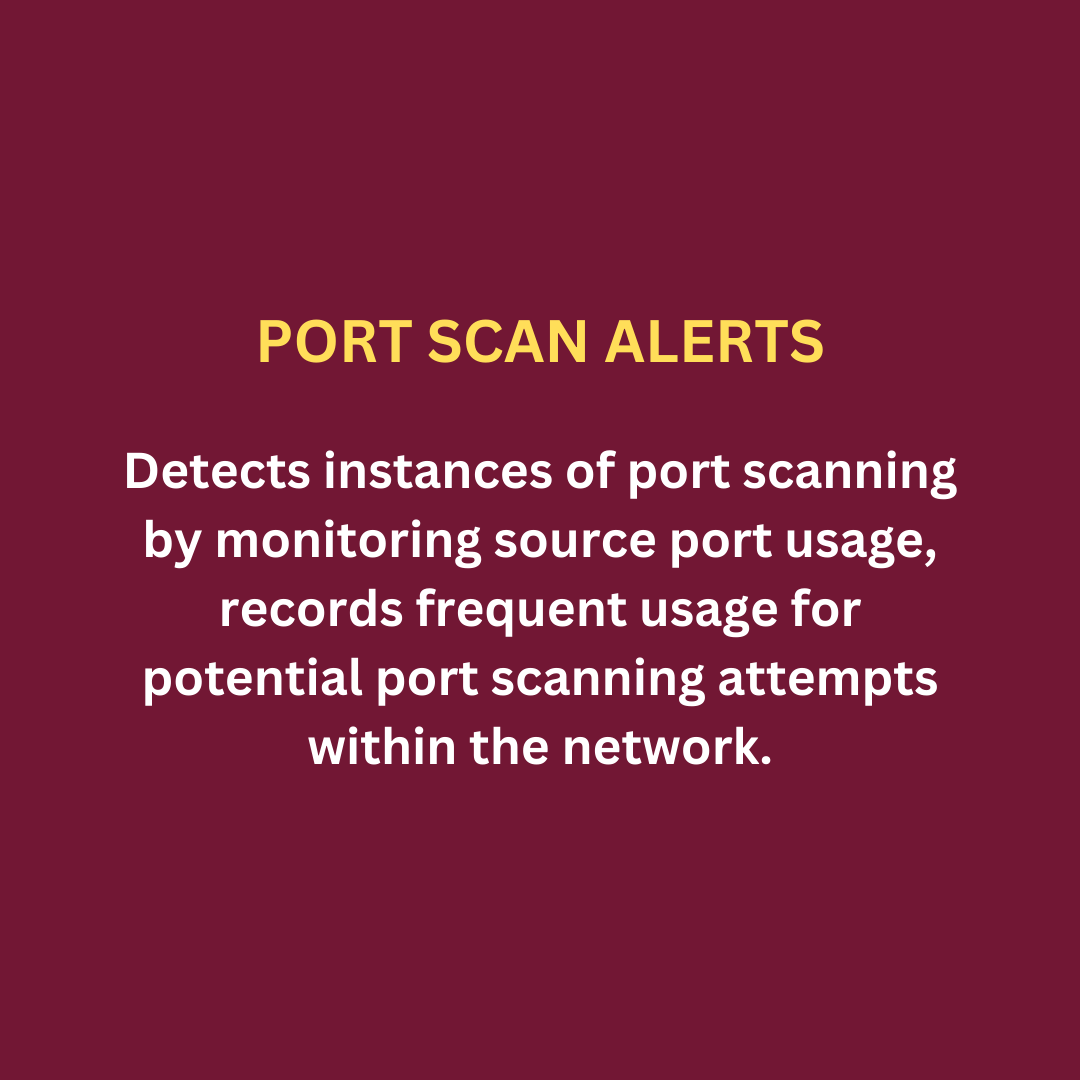 PORT SCAN ALERTS
Detects instances of port scanning
by monitoring source port usage,
records frequent usage for
potential port scanning attempts
within the network.